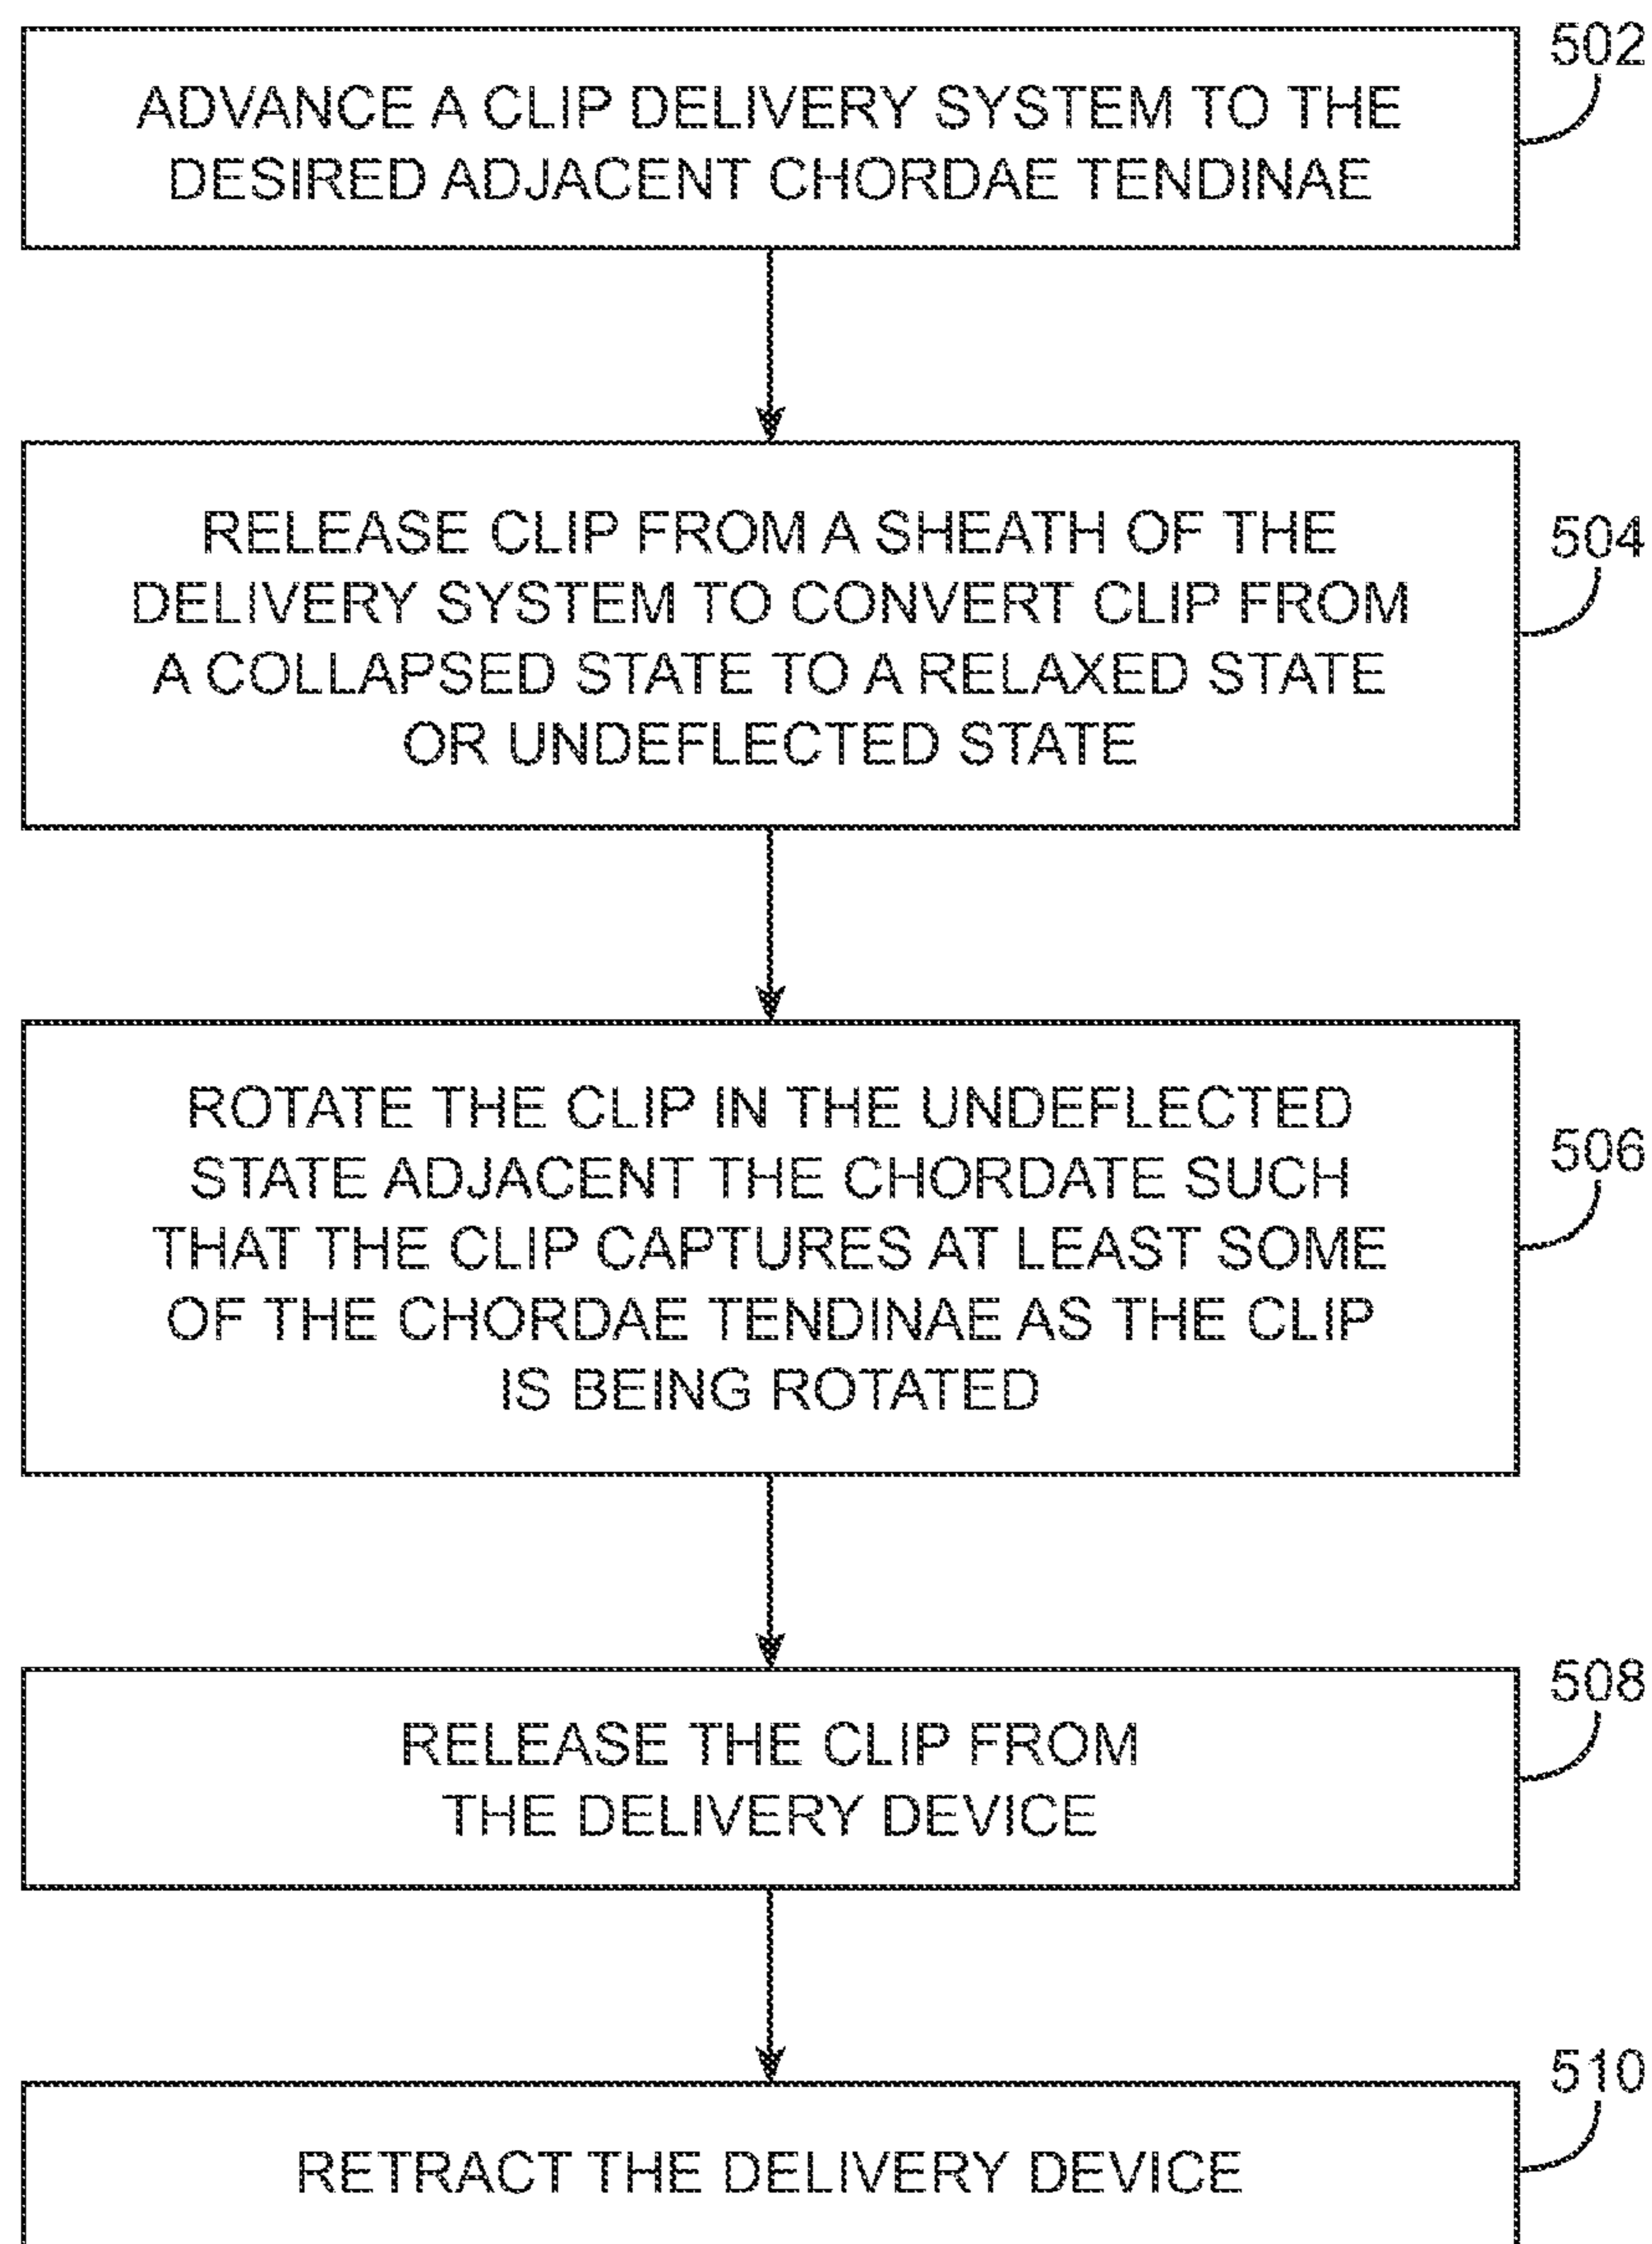 502
ADVANCE A CLIP DELIVERY SYSTEM TO THE
DESIRED ADJACENT CHORDAE TENDINAE
504
RELEASE CLIP FROM A SHEATH OF THE
DELIVERY SYSTEM TO CONVERT CLIP FROM
A COLLAPSED STATE TO A RELAXED STATE
OR UNDEFLECTED STATE
506
ROTATE THE CLIP IN THE UNDEFLECTED
STATE ADJACENT THE CHORDATE SUCH
THAT THE CLIP CAPTURES AT LEAST SOME
OF THE CHORDAE TENDINAE AS THE CLIP
IS BEING ROTATED
508
RELEASE THE CLIP FROM
THE DELIVERY DEVICE
510
RETRACT THE DELIVERY DEVICE